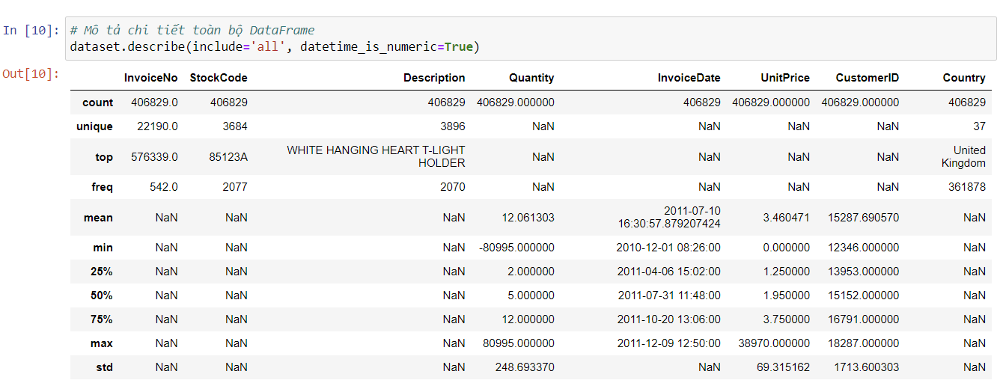 In [10]: # Mô tả chi tiết toàn bộ DataFrame
dataset.describe(include='all', datetime_is_numeric=True)
Out[10]:
InvoiceNo StockCode Description Quantity InvoiceDate UnitPrice CustomerID Country
count 406829.0 406829 406829 406829.000000 406829 406829.000000 406829.000000 406829
unique 22190.0 3684 3896 NaN NaN NaN NaN 37
top 576339.0 85123A WHITE HANGING HEART T-LIGHT HOLDER NaN NaN NaN NaN United Kingdom
freq 542.0 2077 2070 NaN NaN NaN NaN 361878
mean NaN NaN NaN 12.061303 2011-07-10 16:30:57.879207424 3.460471 15287.690570 NaN
min NaN NaN NaN -80995.000000 2010-12-01 08:26:00 0.000000 12346.000000 NaN
25% NaN NaN NaN 2.000000 2011-04-06 15:02:00 1.250000 13953.000000 NaN
50% NaN NaN NaN 5.000000 2011-07-31 11:48:00 1.950000 15152.000000 NaN
75% NaN NaN NaN 12.000000 2011-10-20 13:06:00 3.750000 16791.000000 NaN
max NaN NaN NaN 80995.000000 2011-12-09 12:50:00 38970.000000 18287.000000 NaN
std NaN NaN NaN 248.693370 NaN 69.315162 1713.600303 NaN